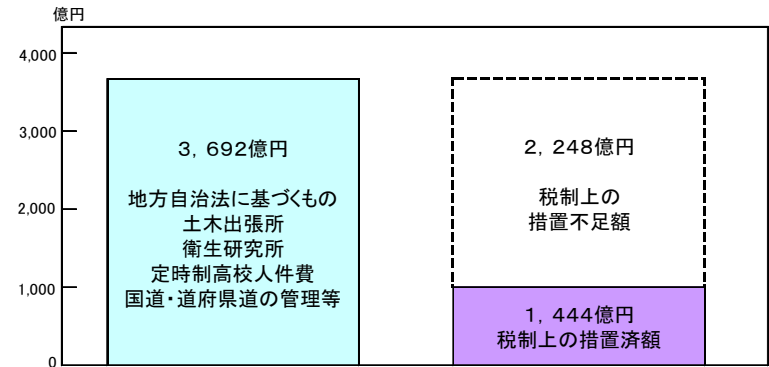 億円
4,000
3,000
2,000
1,000
0
3, 692億円
地方自治法に基づくもの
土木出張所
衛生研究所
定時制高校人件費
国道・道府県道の管理等
2, 248億円
税制上の
措置不足額
1, 444億円
税制上の措置済額